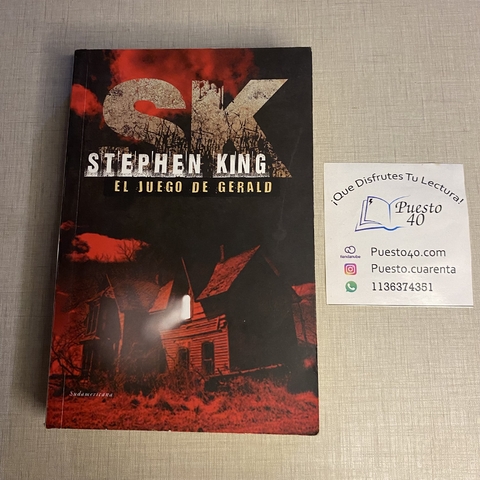 SK
STEPHEN KING
EL JUEGO DE GERALD
Sudamericana
¡Que Disfrutes Tu Lectura!
Puesto
40
tiendanube
Puesto40.com
Puesto.cuarenta
1136374351